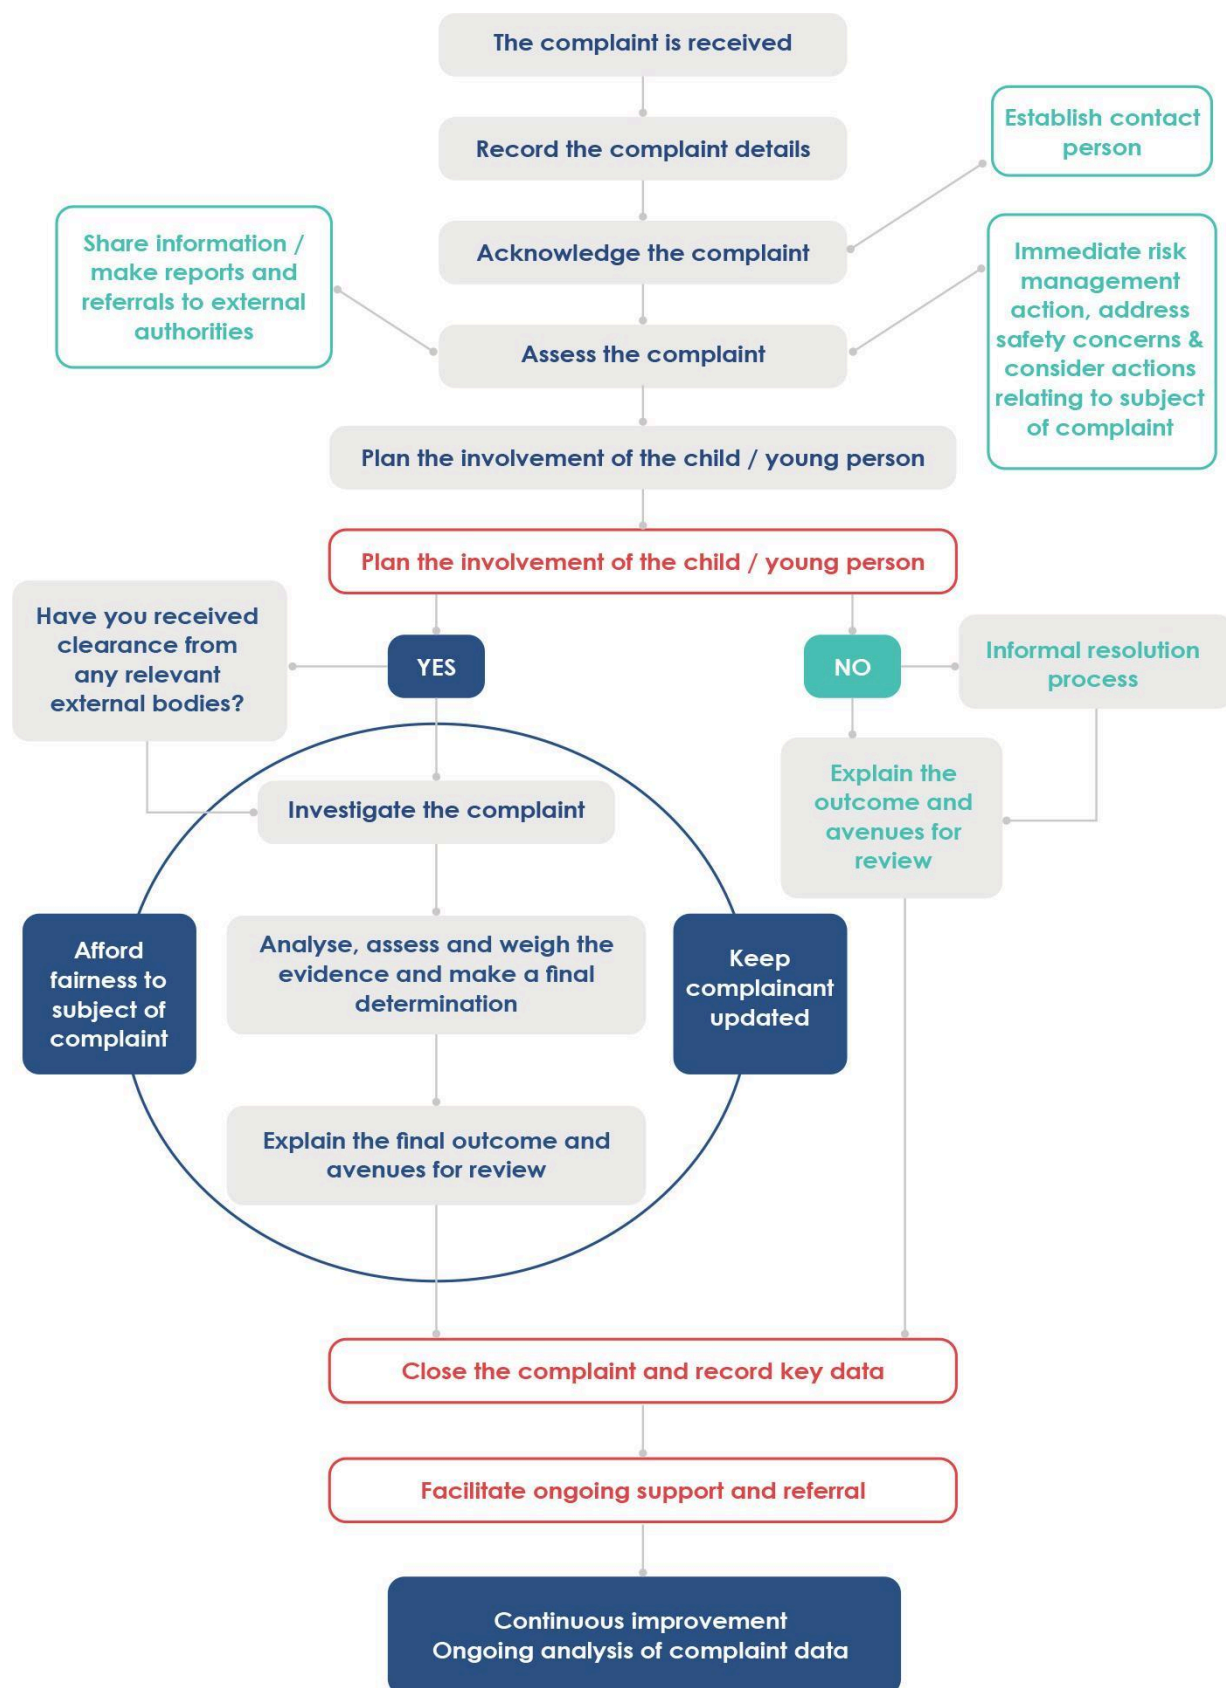 The complaint is received
Record the complaint details
Establish contact
person
Acknowledge the complaint
Share information /
make reports and
referrals to external
authorities
Immediate risk
management
action, address
safety concerns &
consider actions
relating to subject
of complaint
Assess the complaint
Plan the involvement of the child / young person
Plan the involvement of the child / young person
Have you received
clearance from
any relevant
external bodies?
YES
NO
Informal resolution
process
Investigate the complaint
Explain the
outcome and
avenues for
review
Afford
fairness to
subject of
complaint
Analyse, assess and weigh the
evidence and make a final
determination
Keep
complainant
updated
Explain the final outcome and
avenues for review
Close the complaint and record key data
Facilitate ongoing support and referral
Continuous improvement
Ongoing analysis of complaint data